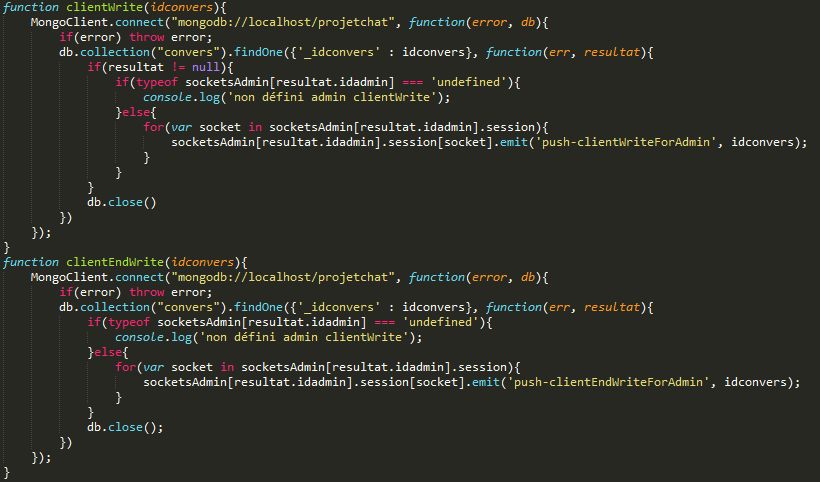 function clientWrite(idconvers){
    MongoClient.connect("mongodb://localhost/projetchat", function(error, db){
        if(error) throw error;
        db.collection("convers").findOne({'_idconvers' : idconvers}, function(err, resultat){
            if(resultat != null){
                if(typeof socketsAdmin[resultat.idadmin] === 'undefined'){
                    console.log('non défini admin clientWrite');
                }else{
                    for(var socket in socketsAdmin[resultat.idadmin].session){
                        socketsAdmin[resultat.idadmin].session[socket].emit('push-clientWriteForAdmin', idconvers);
                    }
                }
            }
            db.close()
        })
    });
}
function clientEndWrite(idconvers){
    MongoClient.connect("mongodb://localhost/projetchat", function(error, db){
        if(error) throw error;
        db.collection("convers").findOne({'_idconvers' : idconvers}, function(err, resultat){
            if(typeof socketsAdmin[resultat.idadmin] === 'undefined'){
                console.log('non défini admin clientWrite');
            }else{
                for(var socket in socketsAdmin[resultat.idadmin].session){
                    socketsAdmin[resultat.idadmin].session[socket].emit('push-clientEndWriteForAdmin', idconvers);
                }
            }
            db.close();
        })
    });
}